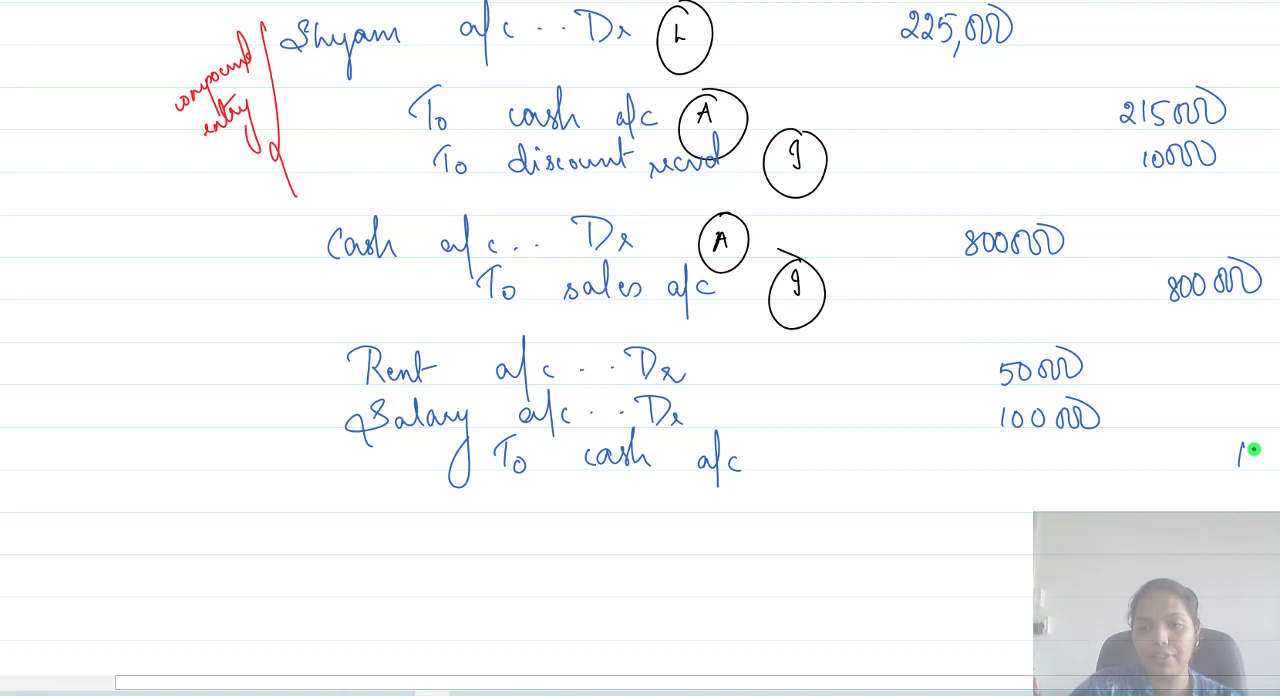 Shyam a/c ... Dr L 225,000
compound entry
To cash a/c A 215000
To discount recvd I 10000
Cash a/c .. Dr A 800000
To sales a/c I 800000
Rent a/c ... Dr 50000
Salary a/c ... Dr 100000
To cash a/c 1